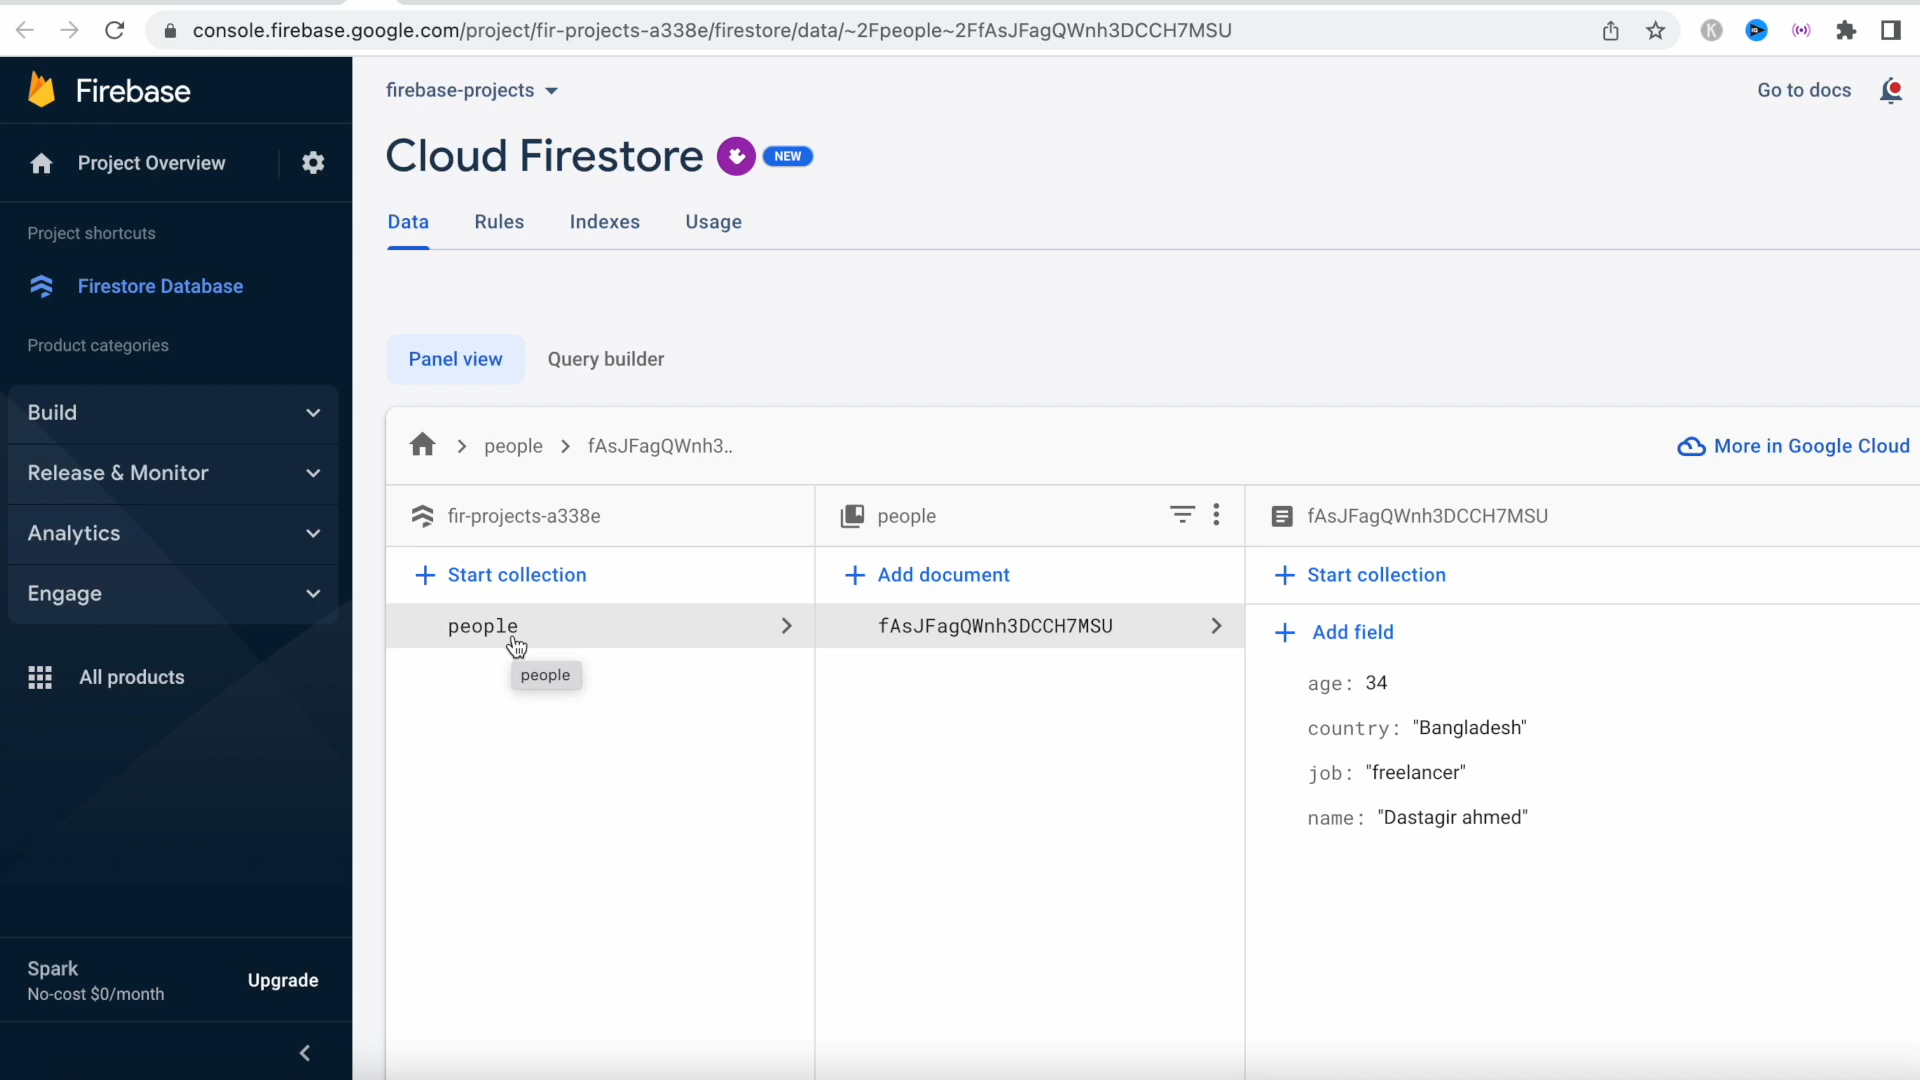 console.firebase.google.com/project/fir-projects-a338e/firestore/data/~2Fpeople~2FfAsJFagQWnh3DCCH7MSU
K
Firebase
firebase-projects
Go to docs
Project Overview
Cloud Firestore NEW
Project shortcuts
Data Rules Indexes Usage
Firestore Database
Product categories
Panel view Query builder
Build
people fAsJFagQWnh3..
More in Google Cloud
Release & Monitor
fir-projects-a338e
people
fAsJFagQWnh3DCCH7MSU
Analytics
Start collection
Add document
Start collection
Engage
people
fAsJFagQWnh3DCCH7MSU
Add field
people
All products
age: 34
country: "Bangladesh"
job: "freelancer"
name: "Dastagir ahmed"
Spark
No-cost $0/month
Upgrade